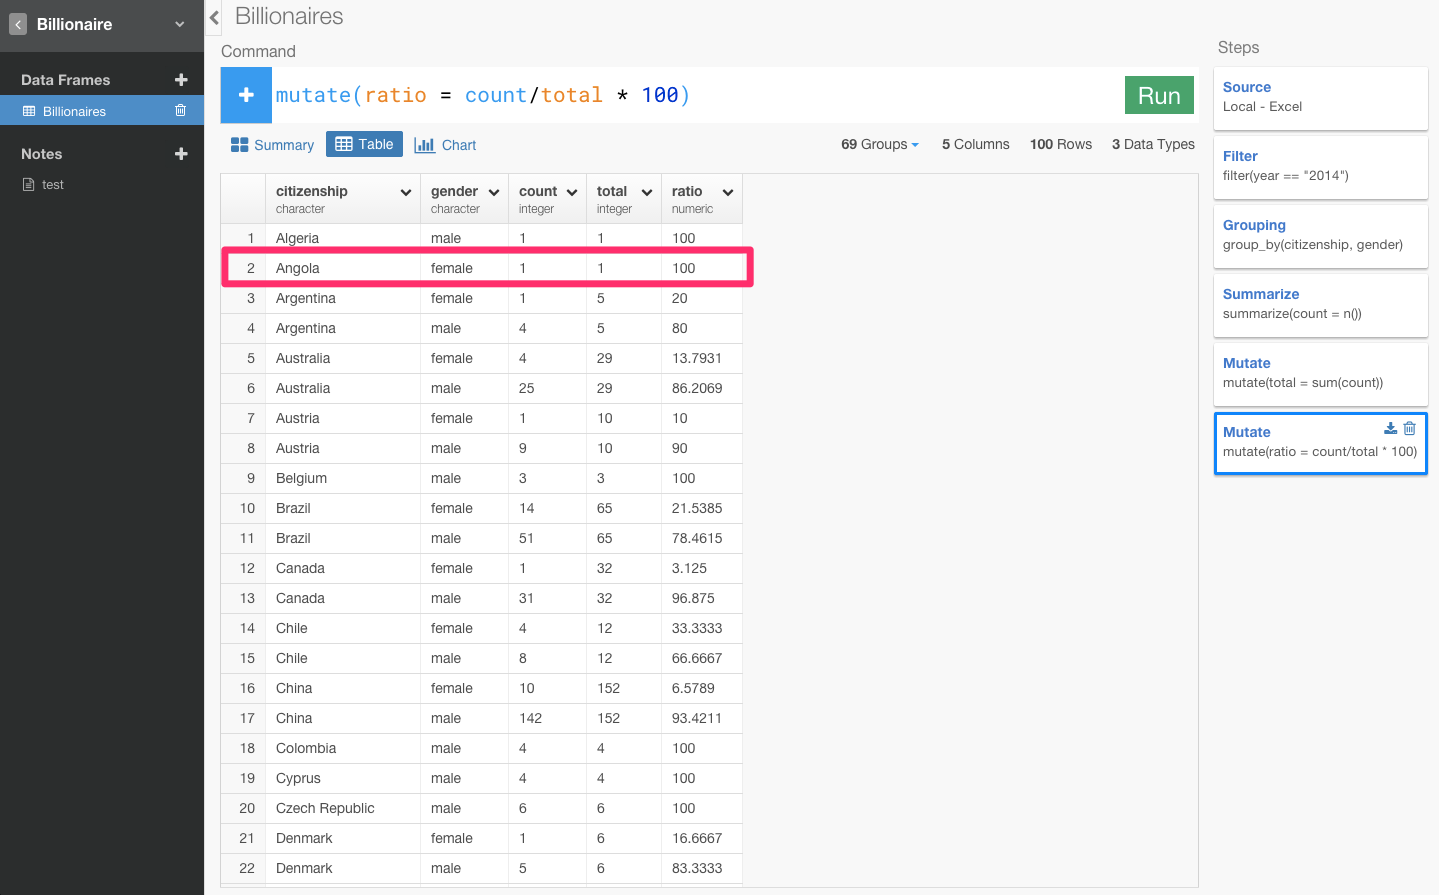 Billionaire
Data Frames
Billionaires
Notes
test
Billionaires
Command
mutate(ratio = count/total * 100)
Run
Summary Table Chart
69 Groups 5 Columns 100 Rows 3 Data Types
citizenship gender count total ratio
character character integer integer numeric
1 Algeria male 1 1 100
2 Angola female 1 1 100
3 Argentina female 1 5 20
4 Argentina male 4 5 80
5 Australia female 4 29 13.7931
6 Australia male 25 29 86.2069
7 Austria female 1 10 10
8 Austria male 9 10 90
9 Belgium male 3 3 100
10 Brazil female 14 65 21.5385
11 Brazil male 51 65 78.4615
12 Canada female 1 32 3.125
13 Canada male 31 32 96.875
14 Chile female 4 12 33.3333
15 Chile male 8 12 66.6667
16 China female 10 152 6.5789
17 China male 142 152 93.4211
18 Colombia male 4 4 100
19 Cyprus male 4 4 100
20 Czech Republic male 6 6 100
21 Denmark female 1 6 16.6667
22 Denmark male 5 6 83.3333
Steps
Source
Local - Excel
Filter
filter(year == "2014")
Grouping
group_by(citizenship, gender)
Summarize
summarize(count = n())
Mutate
mutate(total = sum(count))
Mutate
mutate(ratio = count/total * 100)